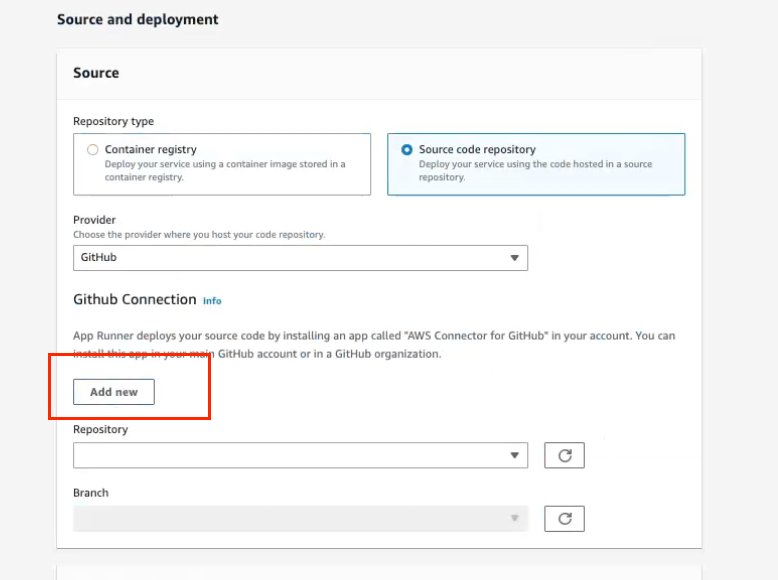 Source and deployment
Source
Repository type
Container registry
Deploy your service using a container image stored in a
container registry.
Source code repository
Deploy your service using the code hosted in a source
repository.
Provider
Choose the provider where you host your code repository.
GitHub
Github Connection Info
App Runner deploys your source code by installing an app called "AWS Connector for GitHub" in your account. You can
install this app in your main GitHub account or in a GitHub organization.
Add new
Repository
Branch